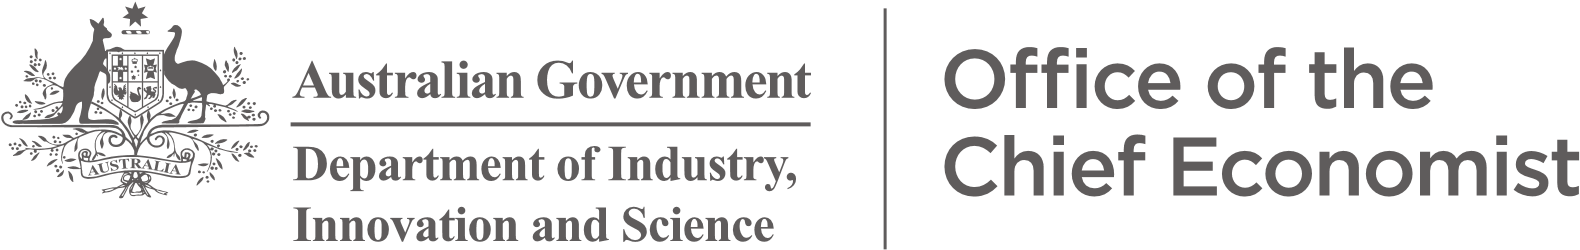 AUSTRALIA
Australian Government
Department of Industry,
Innovation and Science
Office of the
Chief Economist